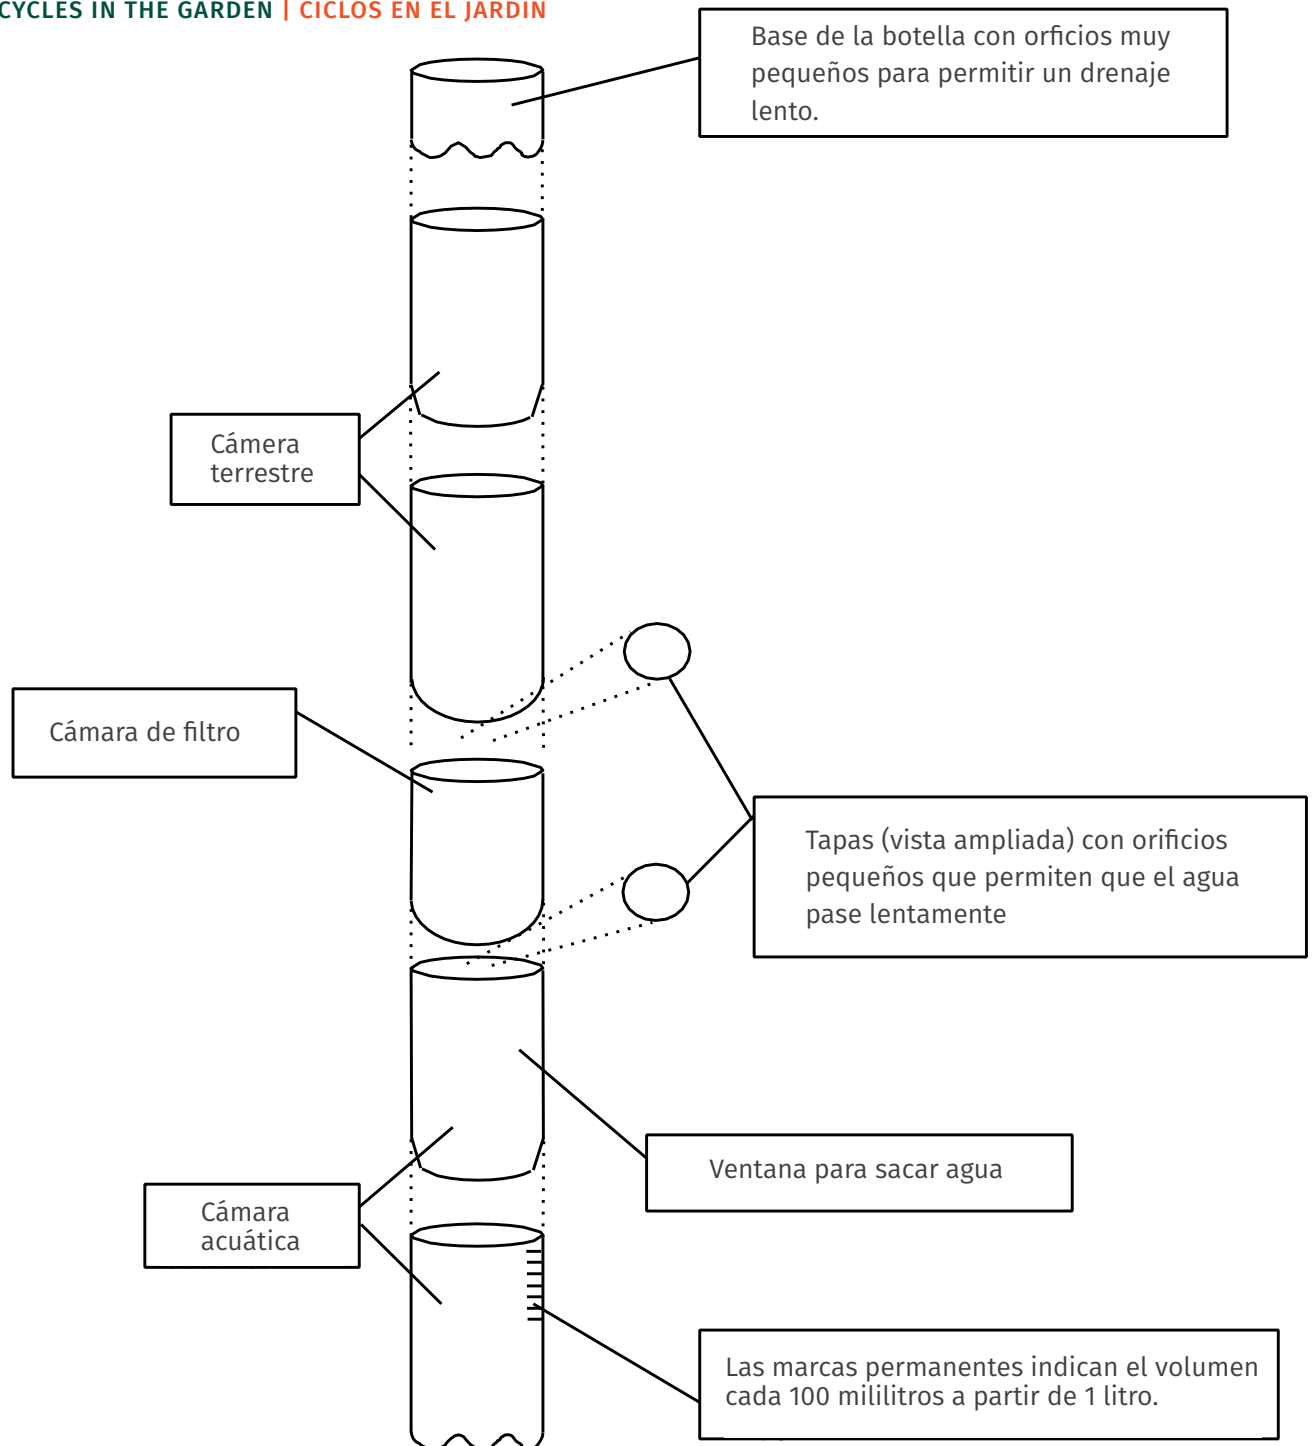 CYCLES IN THE GARDEN | CICLOS EN EL JARDIN
Base de la botella con orficios muy
pequeños para permitir un drenaje
lento.
Cámera
terrestre
Cámara de filtro
Tapas (vista ampliada) con orificios
pequeños que permiten que el agua
pase lentamente
Ventana para sacar agua
Cámara
acuática
Las marcas permanentes indican el volumen
cada 100 mililitros a partir de 1 litro.